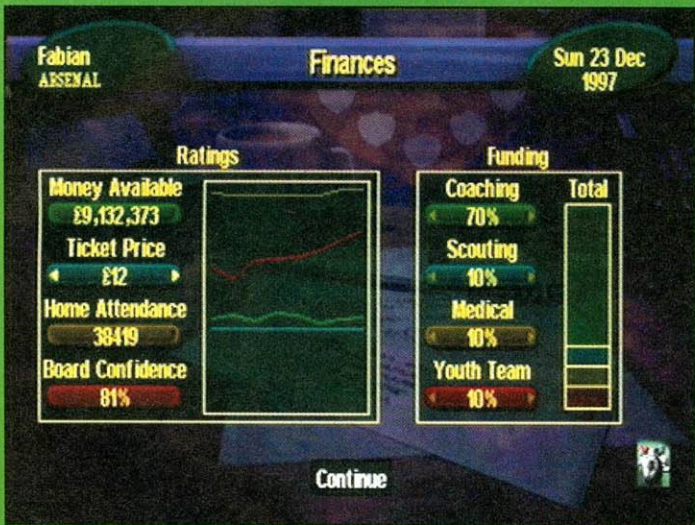 Fabian
ARSENAL
Finances
Sun 23 Dec
1997
Ratings
Money Available
£9,132,373
Ticket Price
£12
Home Attendance
38419
Board Confidence
81%
Funding
Coaching
Total
70%
Scouting
10%
Medical
10%
Youth Team
10%
Continue